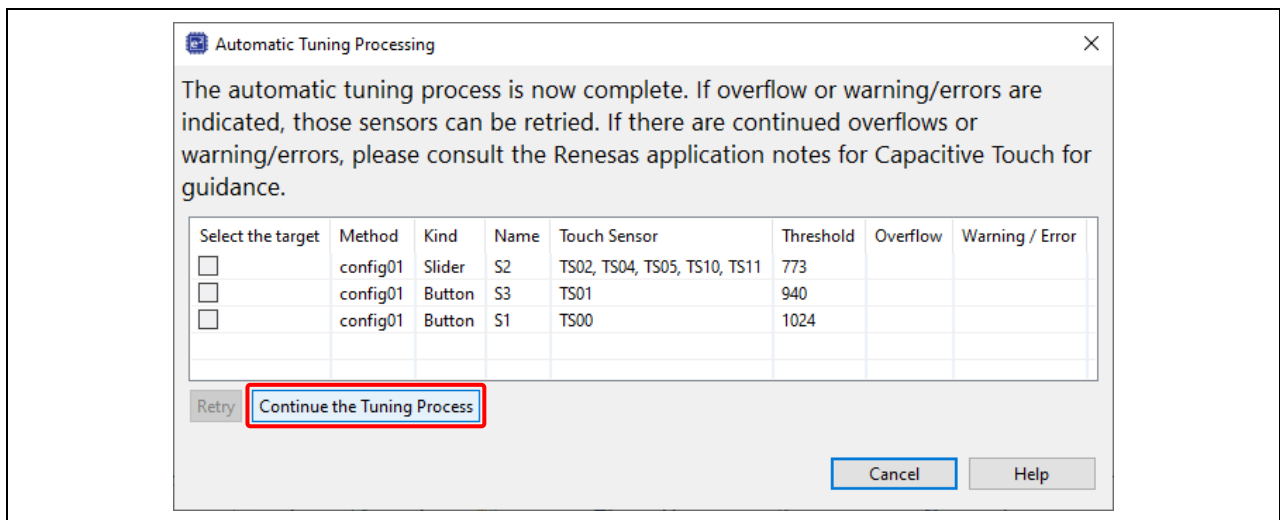 Automatic Tuning Processing
The automatic tuning process is now complete. If overflow or warning/errors are
indicated, those sensors can be retried. If there are continued overflows or
warning/errors, please consult the Renesas application notes for Capacitive Touch for
guidance.
Select the target Method Kind Name Touch Sensor Threshold Overflow Warning / Error
config01 Slider S2 TS02, TS04, TS05, TS10, TS11 773
config01 Button S3 TS01 940
config01 Button S1 TS00 1024
Retry Continue the Tuning Process
Cancel Help